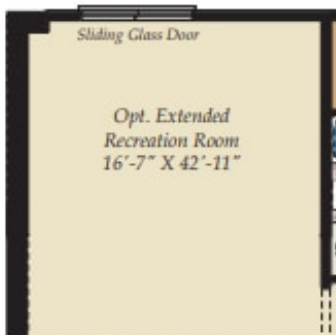 Sliding Glass Door
Opt. Extended
Recreation Room
16'-7" X 42'-11"